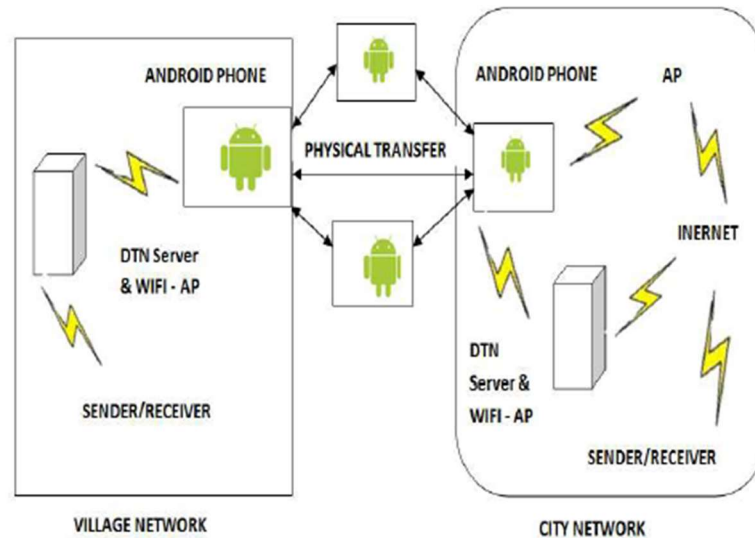 ANDROID PHONE
ANDROID PHONE
AP
PHYSICAL TRANSFER
INERNET
DTN Server
& WIFI - AP
DTN
Server &
WIFI - AP
SENDER/RECEIVER
SENDER/RECEIVER
VILLAGE NETWORK
CITY NETWORK